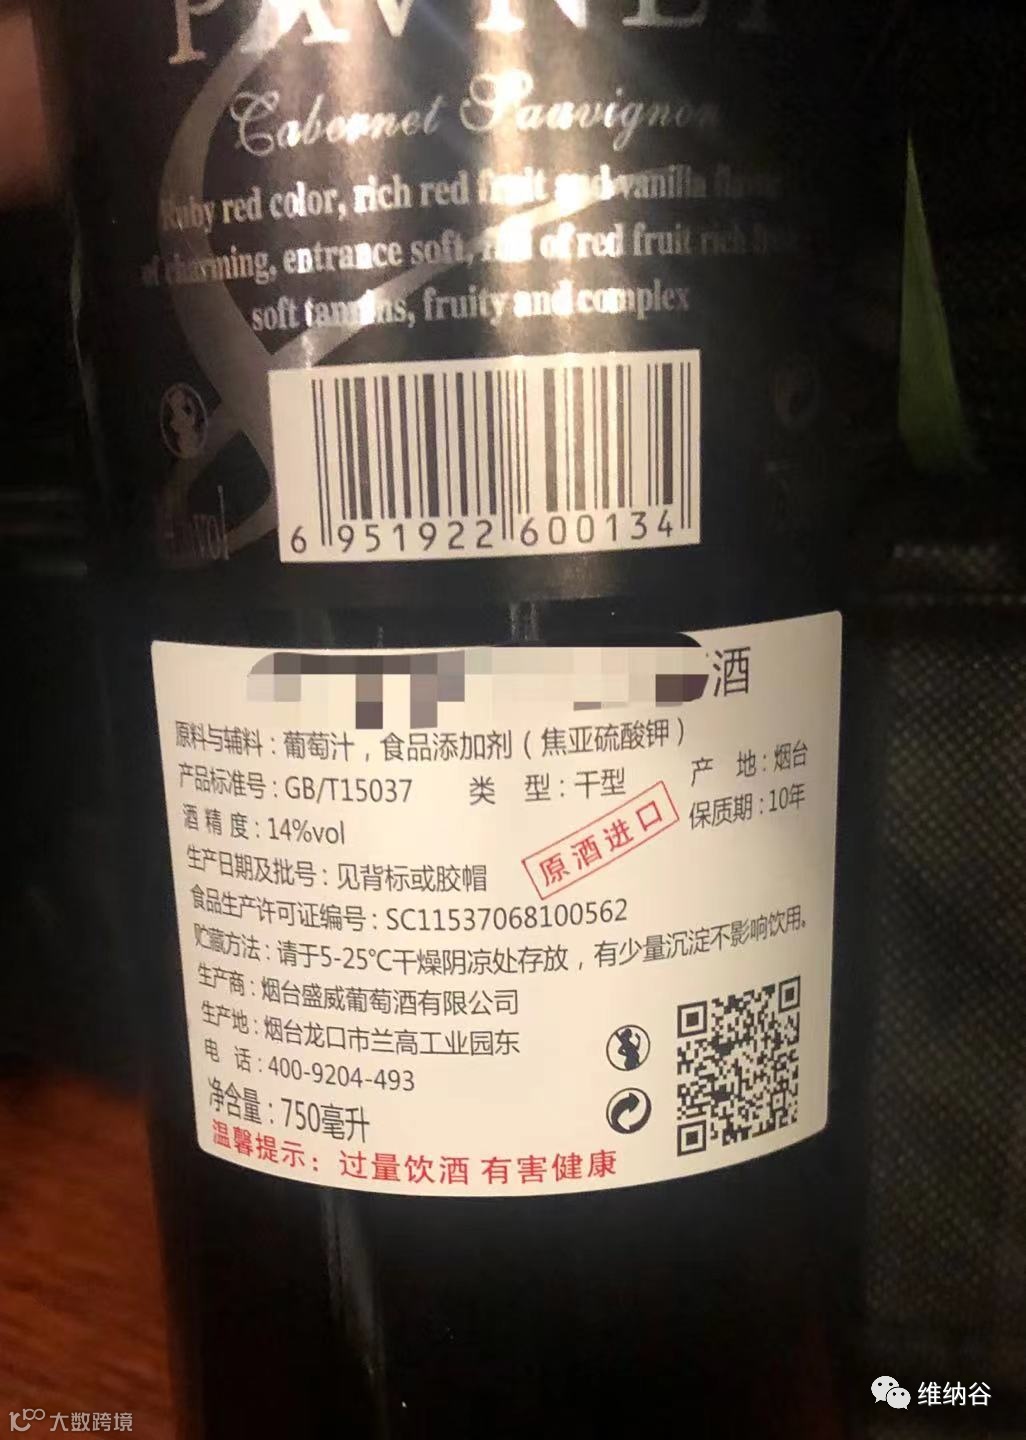 Cabernet Sauvignon
Ruby red color, rich red fruit and vanilla
of charming, entrance soft, full of red fruit rich
soft tannins, fruity and complex
6 951922 600134
酒
原料与辅料：葡萄汁，食品添加剂（焦亚硫酸钾）
产品标准号：GB/T15037 类 型：干型 产 地：烟台
酒 精 度：14%vol 保质期：10年
原酒进口
生产日期及批号：见背标或胶帽
食品生产许可证编号：SC11537068100562
贮藏方法：请于5-25℃干燥阴凉处存放，有少量沉淀不影响饮用。
生产商：烟台盛威葡萄酒有限公司
生产地：烟台龙口市兰高工业园东
电 话：400-9204-493
净含量：750毫升
温馨提示：过量饮酒 有害健康
维纳谷
大数跨境